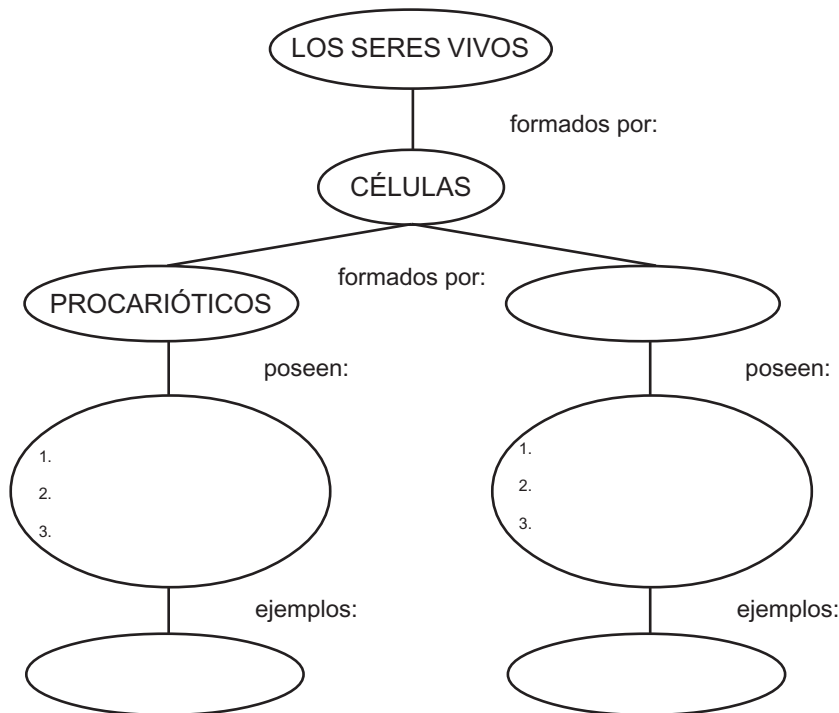 LOS SERES VIVOS
formados por:
CÉLULAS
formados por:
PROCARIÓTICOS
poseen:
poseen:
1.
2.
3.
1.
2.
3.
ejemplos:
ejemplos: